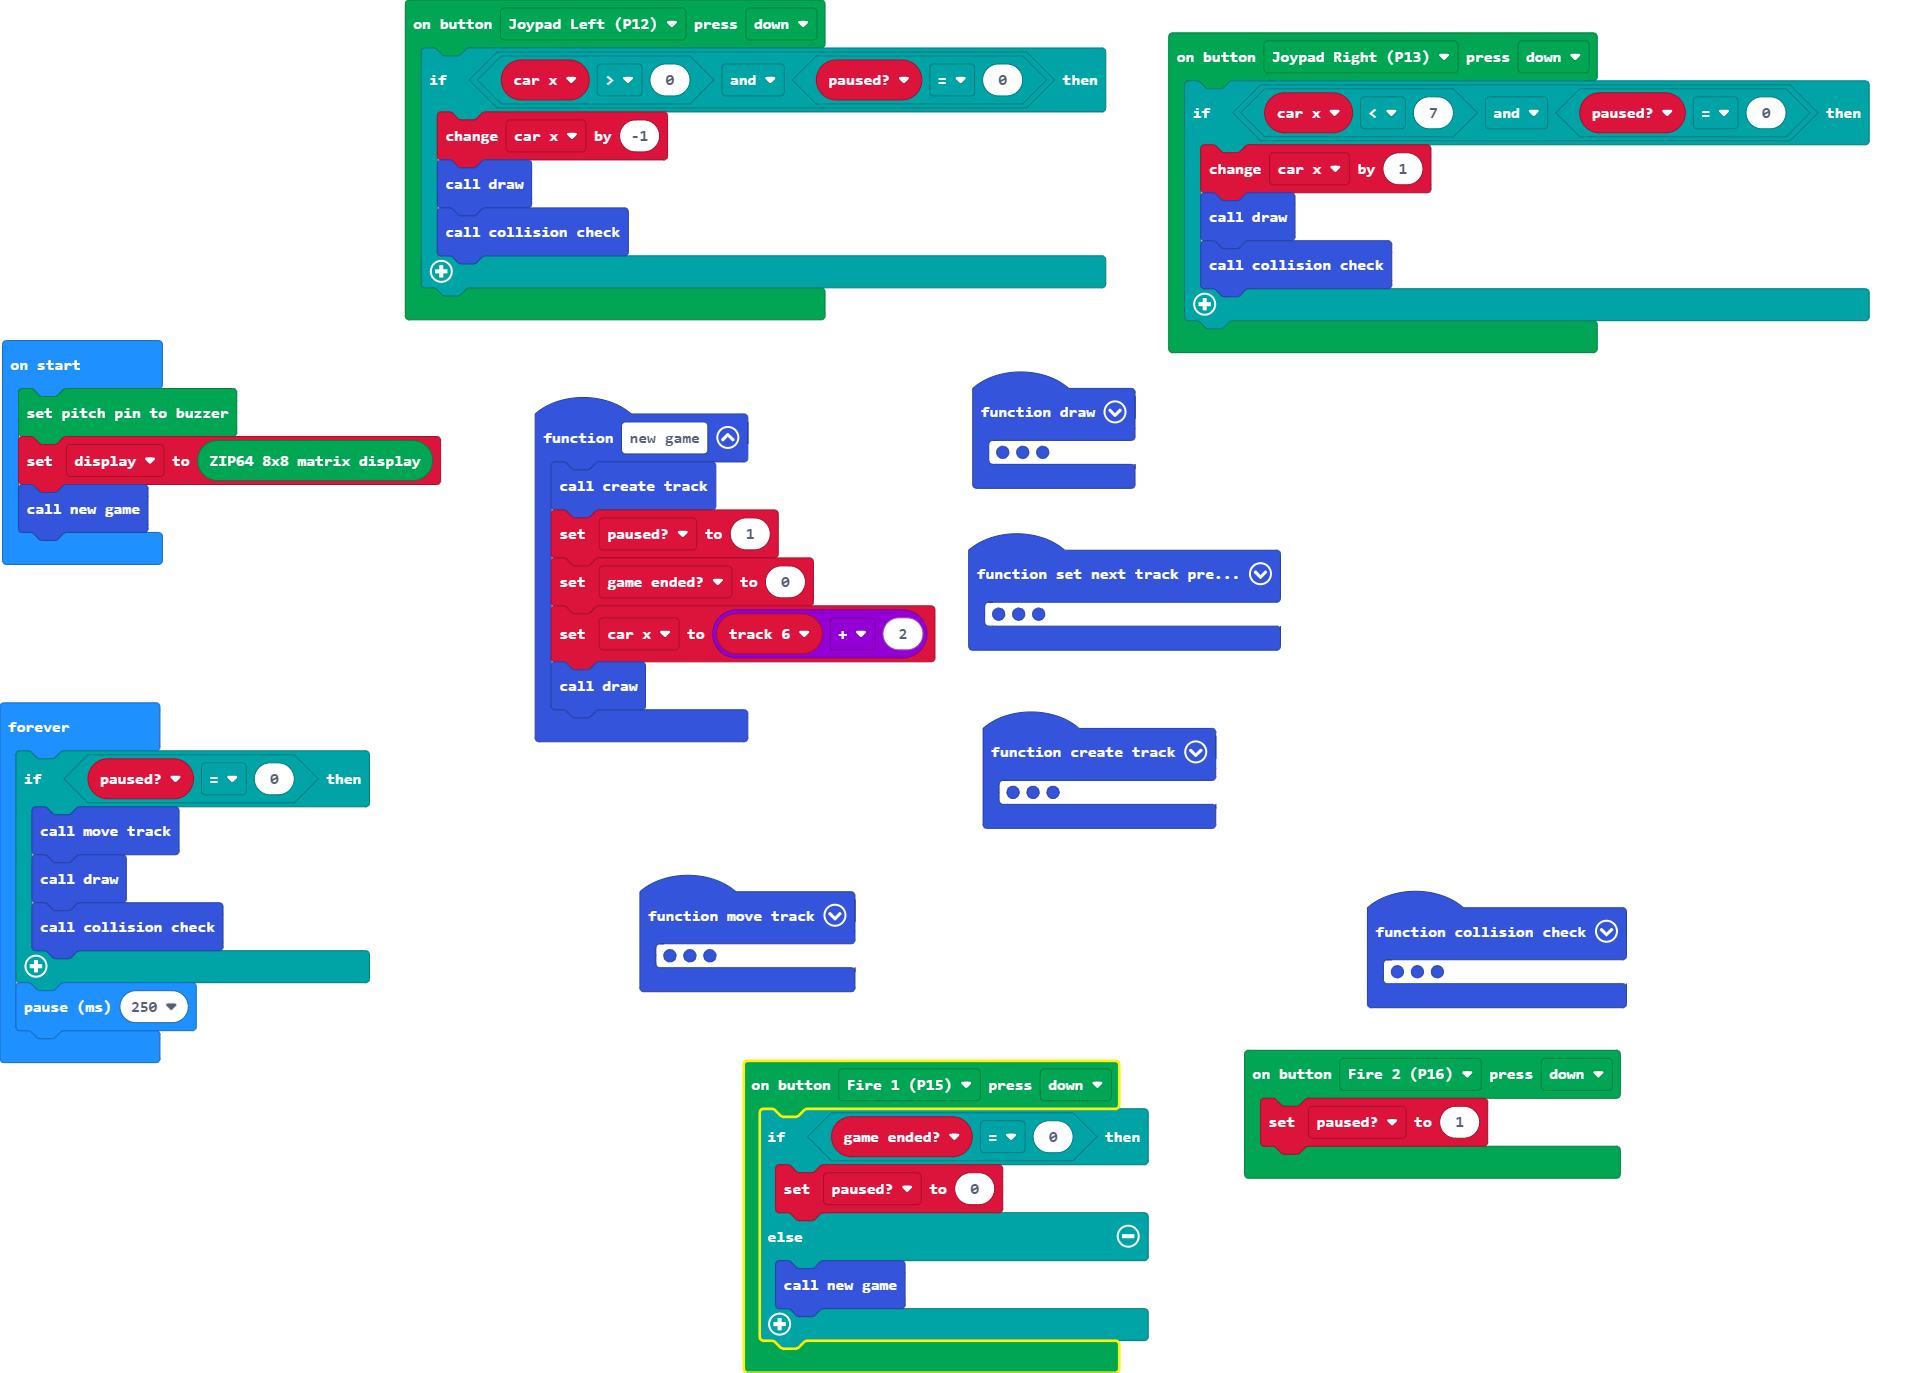 on button Joypad Left (P12) press down
if car x > 0 and paused? = 0 then
change car x by -1
call draw
call collision check
on button Joypad Right (P13) press down
if car x < 7 and paused? = 0 then
change car x by 1
call draw
call collision check
on start
set pitch pin to buzzer
set display to ZIP64 8x8 matrix display
call new game
function new game
call create track
set paused? to 1
set game ended? to 0
set car x to track 6 + 2
call draw
function draw
function set next track pre...
function create track
forever
if paused? = 0 then
call move track
call draw
call collision check
pause (ms) 250
function move track
function collision check
on button Fire 1 (P15) press down
if game ended? = 0 then
set paused? to 0
else
call new game
on button Fire 2 (P16) press down
set paused? to 1